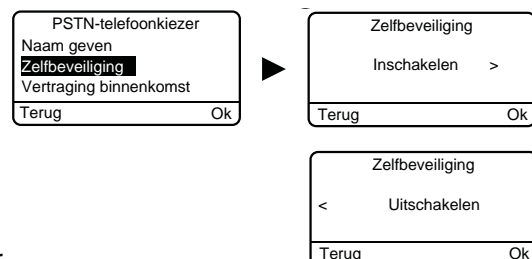 PSTN-telefoonkiezer
Naam geven
Zelfbeveiliging
Vertraging binnenkomst
Terug Ok
Zelfbeveiliging
Inschakelen >
Terug Ok
Zelfbeveiliging
< Uitschakelen
Terug Ok